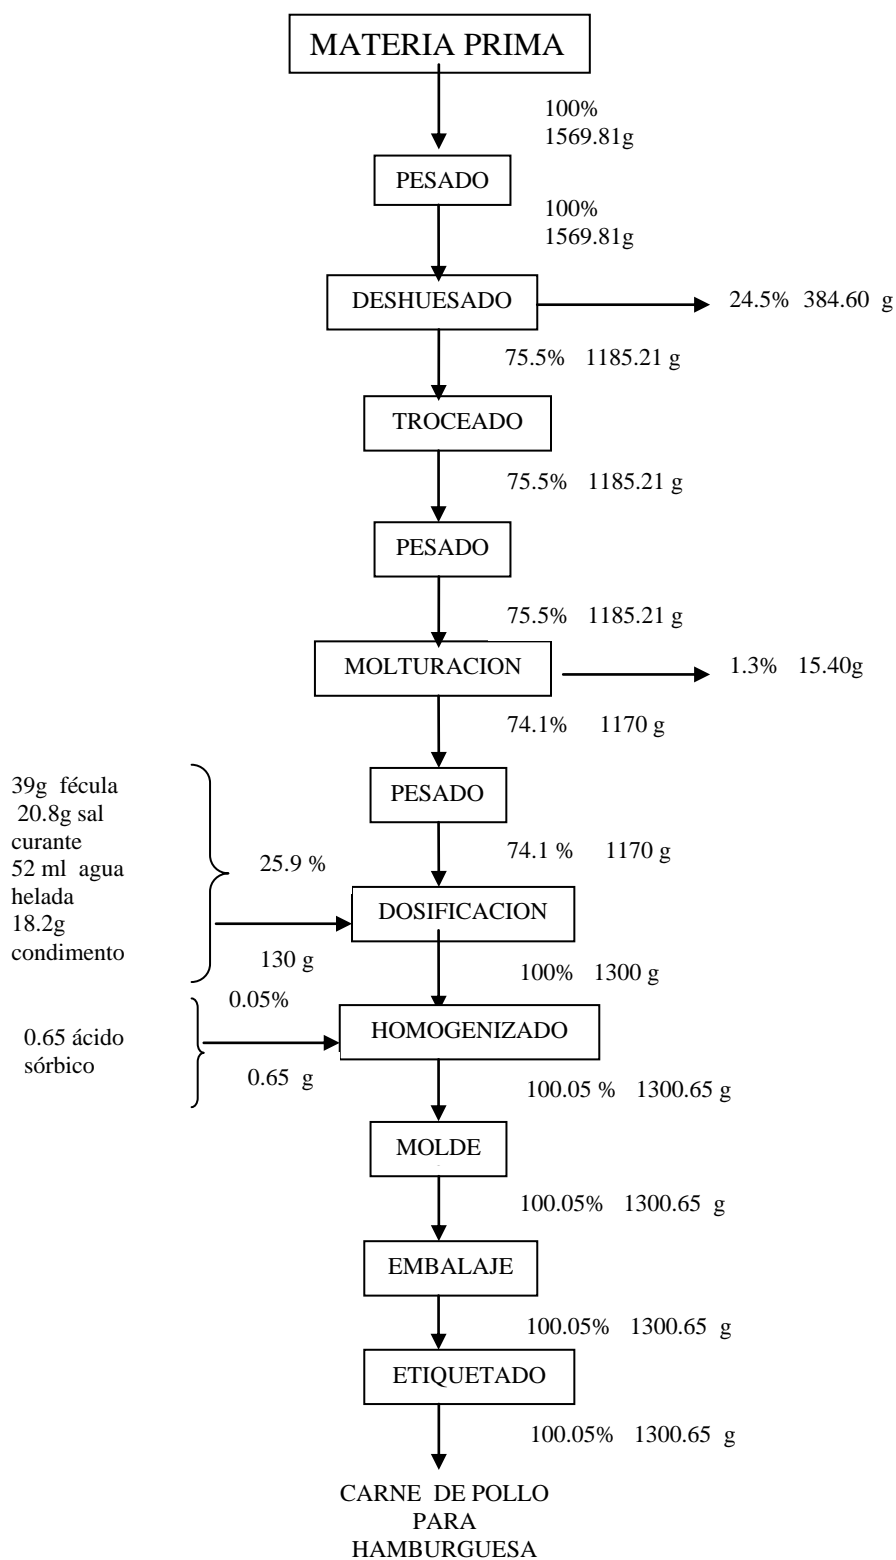 MATERIA PRIMA
100%
1569.81g
PESADO
100%
1569.81g
DESHUESADO
24.5% 384.60 g
75.5% 1185.21 g
TROCEADO
75.5% 1185.21 g
PESADO
75.5% 1185.21 g
MOLTURACION
1.3% 15.40g
74.1% 1170 g
PESADO
74.1 % 1170 g
39g fécula
20.8g sal
curante
52 ml agua
helada
18.2g
condimento
25.9 %
130 g
DOSIFICACION
100% 1300 g
0.65 ácido
sórbico
0.05%
0.65 g
HOMOGENIZADO
100.05 % 1300.65 g
MOLDE
100.05% 1300.65 g
EMBALAJE
100.05% 1300.65 g
ETIQUETADO
100.05% 1300.65 g
CARNE DE POLLO
PARA
HAMBURGUESA